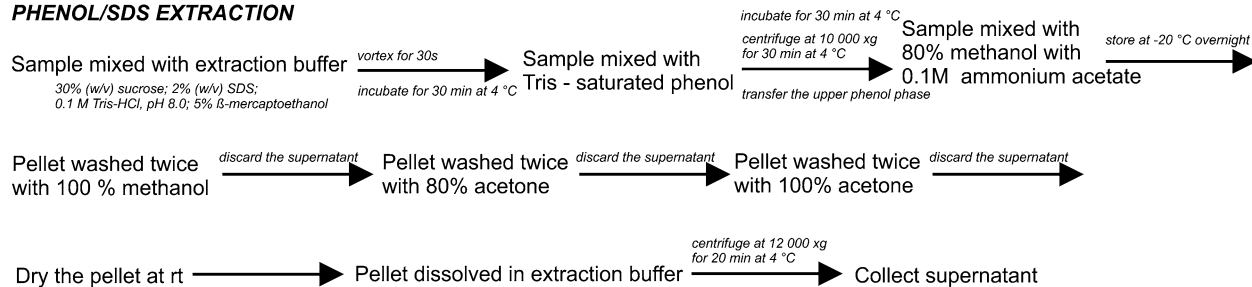 PHENOL/SDS EXTRACTION
Sample mixed with extraction buffer
30% (w/v) sucrose; 2% (w/v) SDS;
0.1 M Tris-HCl, pH 8.0; 5% ß-mercaptoethanol
vortex for 30s
incubate for 30 min at 4 °C
Sample mixed with
Tris - saturated phenol
incubate for 30 min at 4 °C
centrifuge at 10 000 xg
for 30 min at 4 °C
transfer the upper phenol phase
Sample mixed with
80% methanol with
0.1M ammonium acetate
store at -20 °C overnight
Pellet washed twice
with 100 % methanol
discard the supernatant
Pellet washed twice
with 80% acetone
discard the supernatant
Pellet washed twice
with 100% acetone
discard the supernatant
Dry the pellet at rt
Pellet dissolved in extraction buffer
centrifuge at 12 000 xg
for 20 min at 4 °C
Collect supernatant